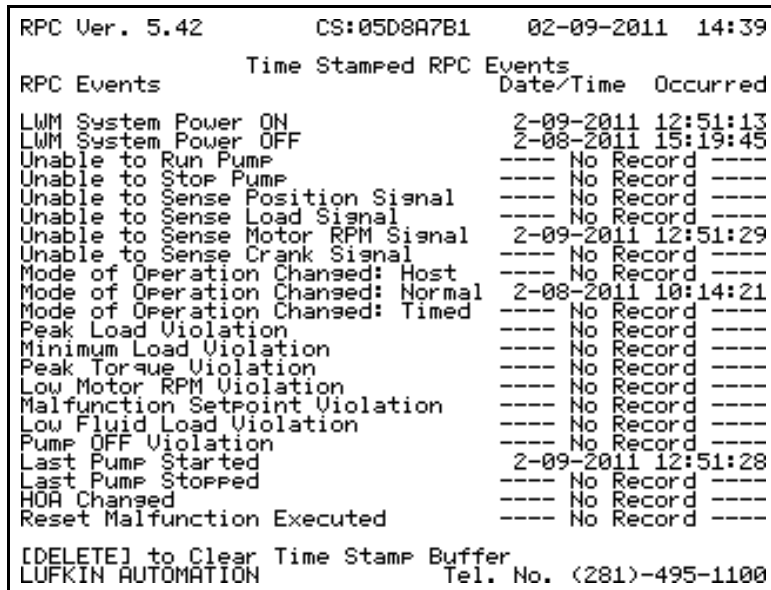 RPC Ver. 5.42 CS:05D8A7B1 02-09-2011 14:39
Time Stamped RPC Events
RPC Events Date/Time Occurred
LWM System Power ON 2-09-2011 12:51:13
LWM System Power OFF 2-08-2011 15:19:45
Unable to Run Pump ---- No Record ----
Unable to Stop Pump ---- No Record ----
Unable to Sense Position Signal ---- No Record ----
Unable to Sense Load Signal ---- No Record ----
Unable to Sense Motor RPM Signal 2-09-2011 12:51:29
Unable to Sense Crank Signal ---- No Record ----
Mode of Operation Changed: Host ---- No Record ----
Mode of Operation Changed: Normal 2-08-2011 10:14:21
Mode of Operation Changed: Timed ---- No Record ----
Peak Load Violation ---- No Record ----
Minimum Load Violation ---- No Record ----
Peak Torque Violation ---- No Record ----
Low Motor RPM Violation ---- No Record ----
Malfunction Setpoint Violation ---- No Record ----
Low Fluid Load Violation ---- No Record ----
Pump OFF Violation ---- No Record ----
Last Pump Started 2-09-2011 12:51:28
Last Pump Stopped ---- No Record ----
HOA Changed ---- No Record ----
Reset Malfunction Executed ---- No Record ----
[DELETE] to Clear Time Stamp Buffer
LUFKIN AUTOMATION Tel. No. (281)-495-1100